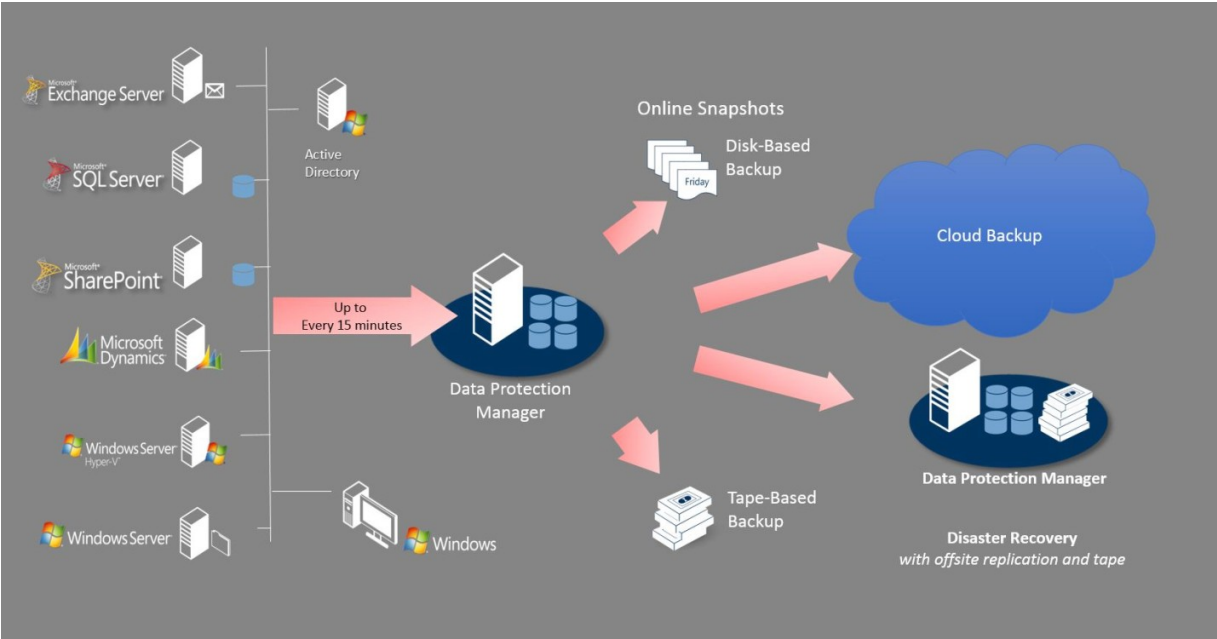 Microsoft
Exchange Server
Active
Directory
Microsoft
SQL Server
Microsoft
SharePoint
Microsoft
Dynamics
Windows Server
Hyper-V
Windows Server
Windows
Up to
Every 15 minutes
Data Protection
Manager
Online Snapshots
Disk-Based
Backup
Friday
Tape-Based
Backup
Cloud Backup
Data Protection Manager
Disaster Recovery
with offsite replication and tape